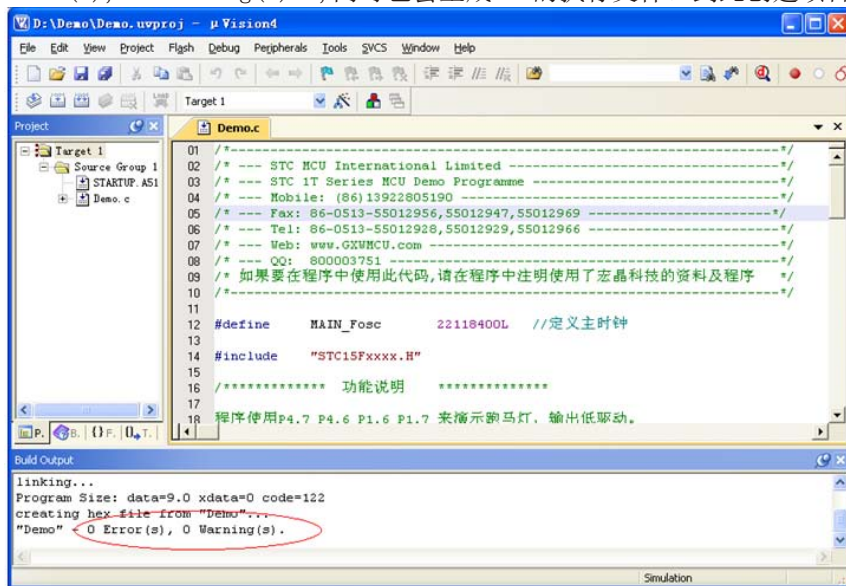 D:\Demo\Demo.uvproj - µVision4
File Edit View Project Flash Debug Peripherals Tools SVCS Window Help
Target 1
Project
Demo.c
Target 1
Source Group 1
STARTUP.A51
Demo.c
P. B. {} F. T.
01 /*---------------------------------------------------------------------*/
02 /* --- STC MCU International Limited ----------------------------------*/
03 /* --- STC 1T Series MCU Demo Programme -------------------------------*/
04 /* --- Mobile: (86)13922805190 ----------------------------------------*/
05 /* --- Fax: 86-0513-55012956,55012947,55012969 ------------------------*/
06 /* --- Tel: 86-0513-55012928,55012929,55012966 ------------------------*/
07 /* --- Web: www.GXWMCU.com --------------------------------------------*/
08 /* --- QQ: 800003751 --------------------------------------------------*/
09 /* 如果要在程序中使用此代码,请在程序中注明使用了宏晶科技的资料及程序 */
10 /*---------------------------------------------------------------------*/
11
12 #define MAIN_Fosc 22118400L //定义主时钟
13
14 #include "STC15Fxxxx.H"
15
16 /************* 功能说明 **************
17
18 程序使用P4.7 P4.6 P1.6 P1.7 来演示跑马灯, 输出低驱动。
Build Output
linking...
Program Size: data=9.0 xdata=0 code=122
creating hex file from "Demo"...
"Demo" - 0 Error(s), 0 Warning(s).
Simulation